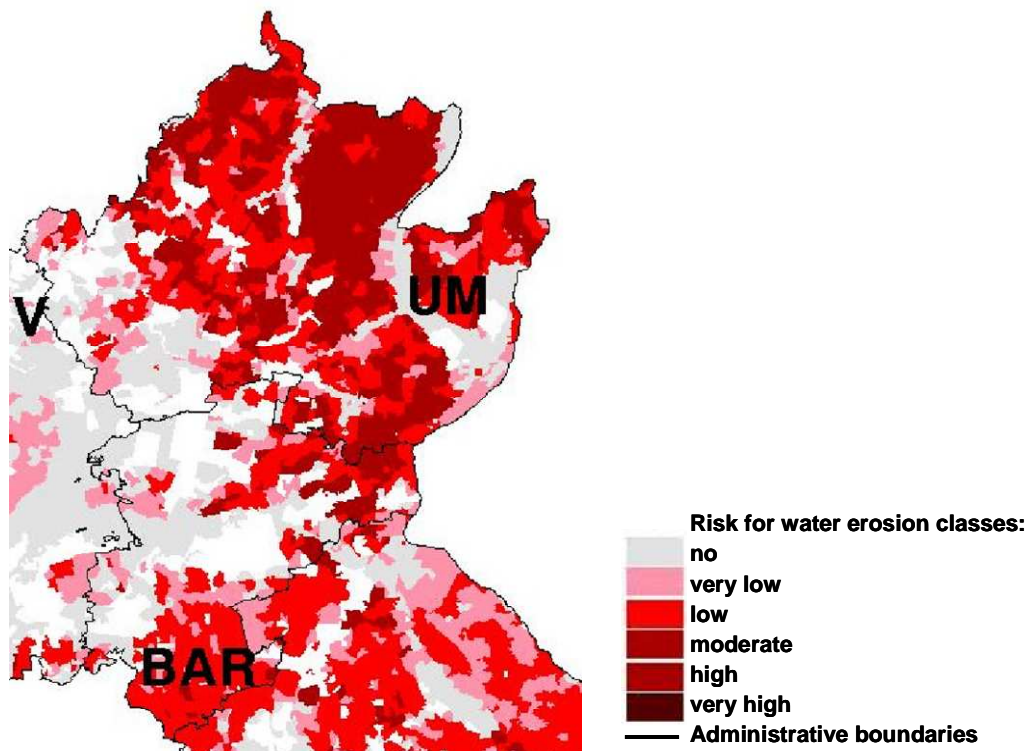 UM
V
BAR
Risk for water erosion classes:
no
very low
low
moderate
high
very high
Administrative boundaries